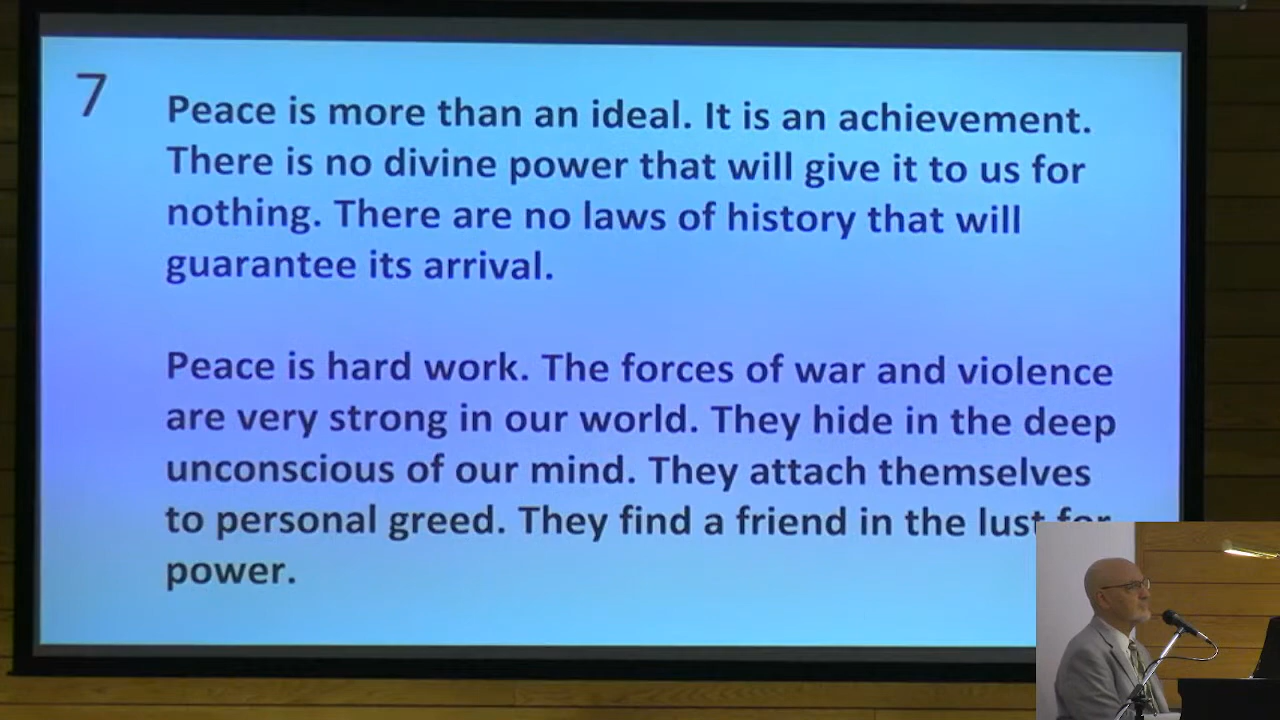 7
Peace is more than an ideal. It is an achievement.
There is no divine power that will give it to us for
nothing. There are no laws of history that will
guarantee its arrival.
Peace is hard work. The forces of war and violence
are very strong in our world. They hide in the deep
unconscious of our mind. They attach themselves
to personal greed. They find a friend in the lust for
power.